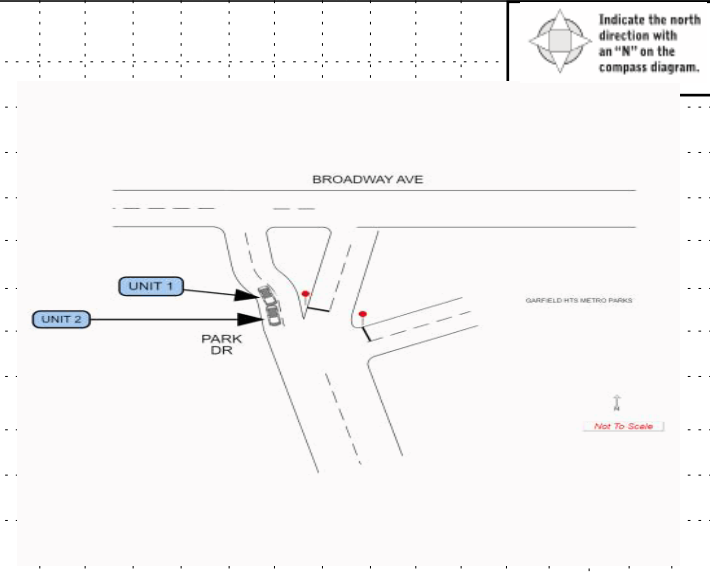 Indicate the north
direction with
an “N” on the
compass diagram.
BROADWAY AVE
UNIT 1
GARFIELD HTS METRO PARKS
UNIT 2
PARK
DR
N
Not To Scale